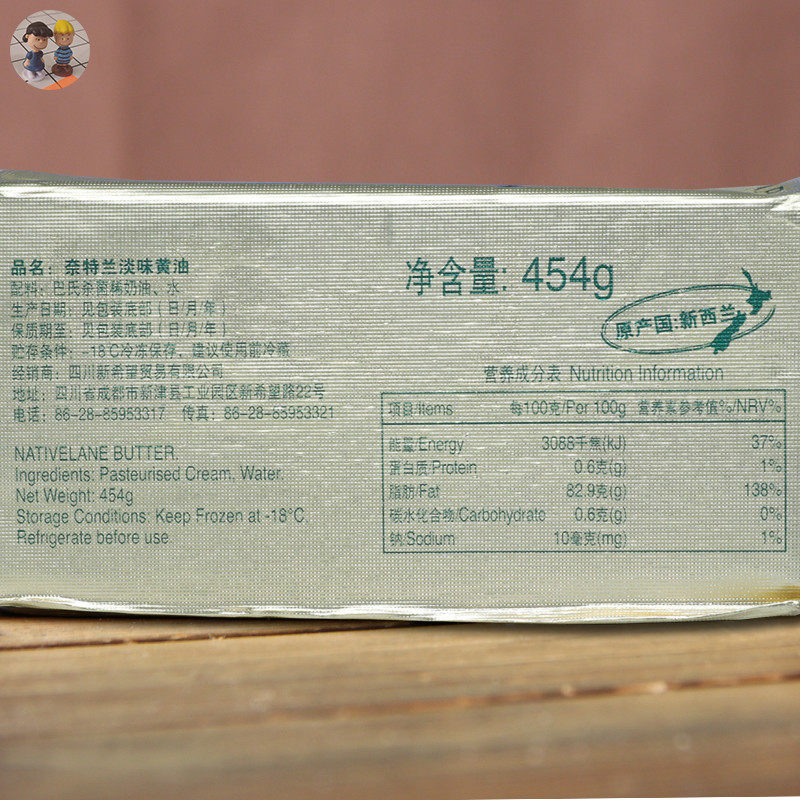 品名：奈特兰淡味黄油
配料：巴氏杀菌稀奶油、水
生产日期：见包装底部（日/月/年）
保质期至：见包装底部（日/月/年）
贮存条件：-18℃冷冻保存，建议使用前冷藏
经销商：四川新希望贸易有限公司
地址：四川省成都市新津县工业园区新希望路22号
电话：86-28-85953317 传真：86-28-85953321
NATIVELANE BUTTER.
Ingredients: Pasteurised Cream, Water.
Net Weight: 454g
Storage Conditions: Keep Frozen at -18°C.
Refrigerate before use.
净含量: 454g
原产国:新西兰
营养成分表 Nutrition Information
项目/Items 每100克/Per 100g 营养素参考值%/NRV%
能量/Energy 3068千焦(kJ) 37%
蛋白质/Protein 0.6克(g) 1%
脂肪/Fat 82.9克(g) 138%
碳水化合物/Carbohydrate 0.6克(g) 0%
钠/Sodium 10毫克(mg) 1%